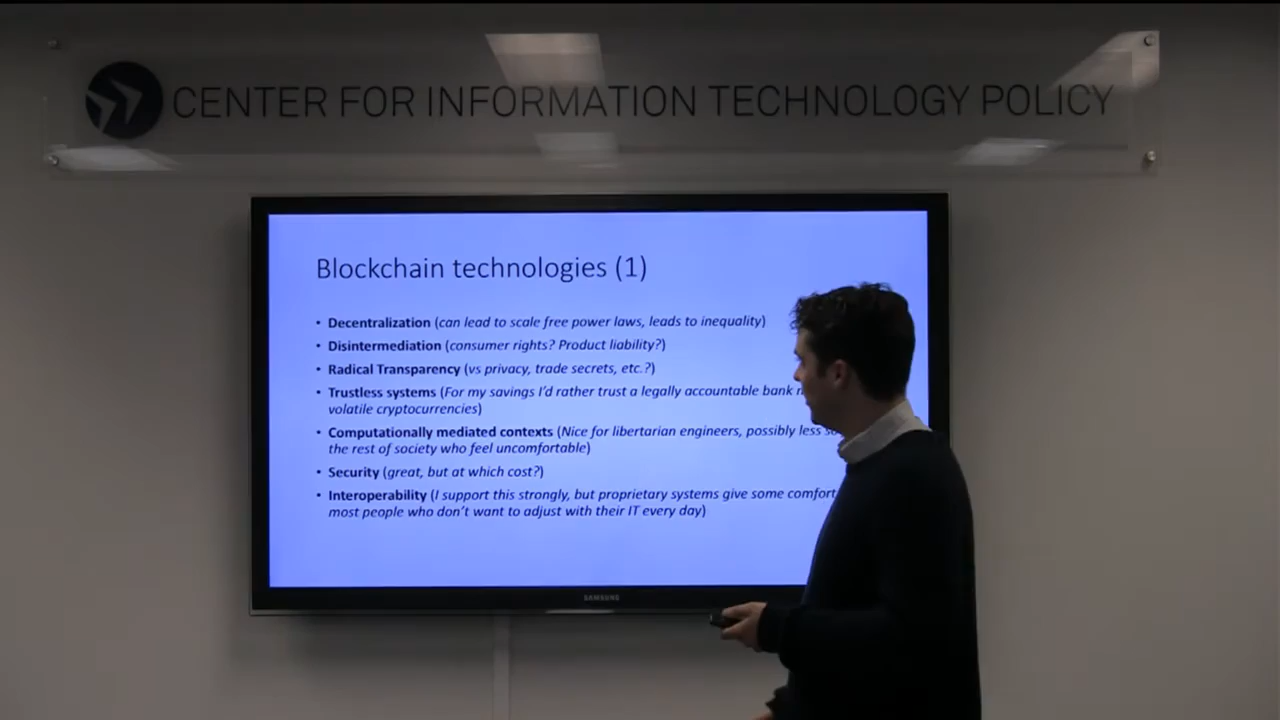 CENTER FOR INFORMATION TECHNOLOGY POLICY
Blockchain technologies (1)
• Decentralization (can lead to scale free power laws, leads to inequality)
• Disintermediation (consumer rights? Product liability?)
• Radical Transparency (vs privacy, trade secrets, etc.?)
• Trustless systems (For my savings I'd rather trust a legally accountable bank
volatile cryptocurrencies)
• Computationally mediated contexts (Nice for libertarian engineers, possibly less so
the rest of society who feel uncomfortable)
• Security (great, but at which cost?)
• Interoperability (I support this strongly, but proprietary systems give some comfort
most people who don't want to adjust with their IT every day)
SAMSUNG